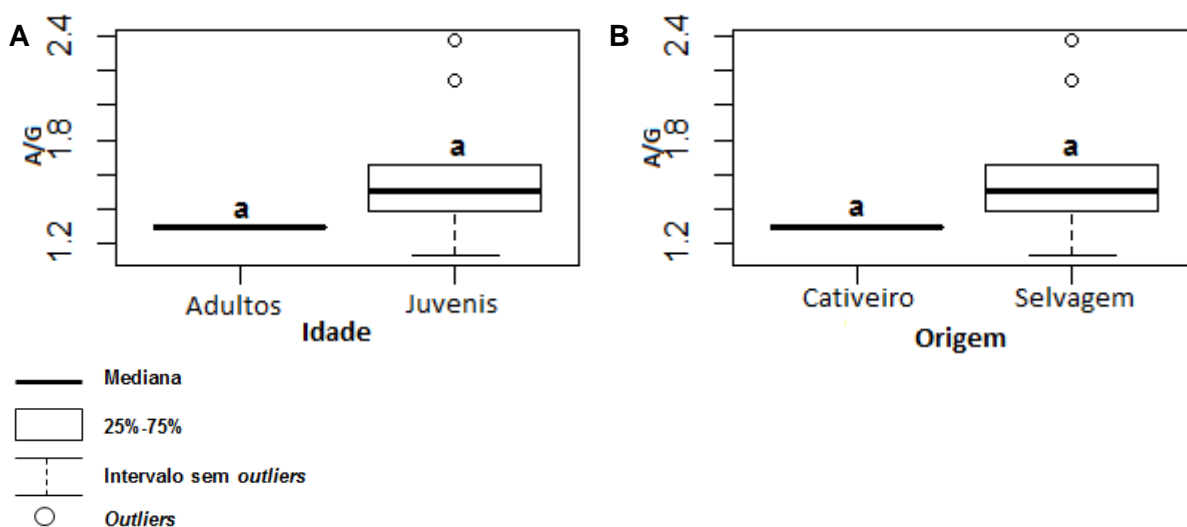 A
A/G
2.4
1.8
1.2
a
a
Adultos
Juvenis
Idade
B
A/G
2.4
1.8
1.2
a
a
Cativeiro
Selvagem
Origem
Mediana
25%-75%
Intervalo sem outliers
Outliers